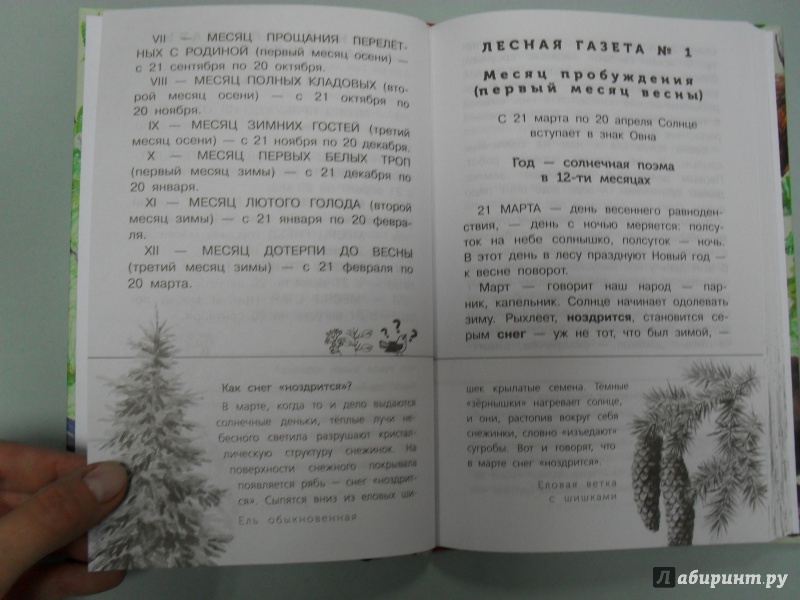 VII — МЕСЯЦ ПРОЩАНИЯ ПЕРЕЛЁТ-
НЫХ С РОДИНОЙ (первый месяц осени) —
с 21 сентября по 20 октября.
VIII — МЕСЯЦ ПОЛНЫХ КЛАДОВЫХ (вто-
рой месяц осени) — с 21 октября по
20 ноября.
IX — МЕСЯЦ ЗИМНИХ ГОСТЕЙ (третий
месяц осени) — с 21 ноября по 20 декабря.
X — МЕСЯЦ ПЕРВЫХ БЕЛЫХ ТРОП
(первый месяц зимы) — с 21 декабря по
20 января.
XI — МЕСЯЦ ЛЮТОГО ГОЛОДА (второй
месяц зимы) — с 21 января по 20 февра-
ля.
XII — МЕСЯЦ ДОТЕРПИ ДО ВЕСНЫ
(третий месяц зимы) — с 21 февраля по
20 марта.
? ? ?
Как снег «ноздрится»?
В марте, когда то и дело выдаются
солнечные деньки, тёплые лучи не-
бесного светила разрушают кристал-
лическую структуру снежинок. На
поверхности снежного покрывала
появляется рябь — снег «ноздрит-
ся». Сыпятся вниз из еловых ши-
Ель обыкновенная
ЛЕСНАЯ ГАЗЕТА № 1
Месяц пробуждения
(первый месяц весны)
С 21 марта по 20 апреля Солнце
вступает в знак Овна
Год — солнечная поэма
в 12-ти месяцах
21 МАРТА — день весеннего равноден-
ствия, — день с ночью меряется: полсу-
ток на небе солнышко, полсуток — ночь.
В этот день в лесу празднуют Новый год —
к весне поворот.
Март — говорит наш народ — пар-
ник, капельник. Солнце начинает одолевать
зиму. Рыхлеет, ноздрится, становится се-
рым снег — уж не тот, что был зимой, —
шек крылатые семена. Тёмные
«зёрнышки» нагревает солнце,
и они, растопив вокруг себя
снежинки, словно «изъедают»
сугробы. Вот и говорят, что
в марте снег «ноздрится».
Еловая ветка
с шишками
Лабиринт.ру